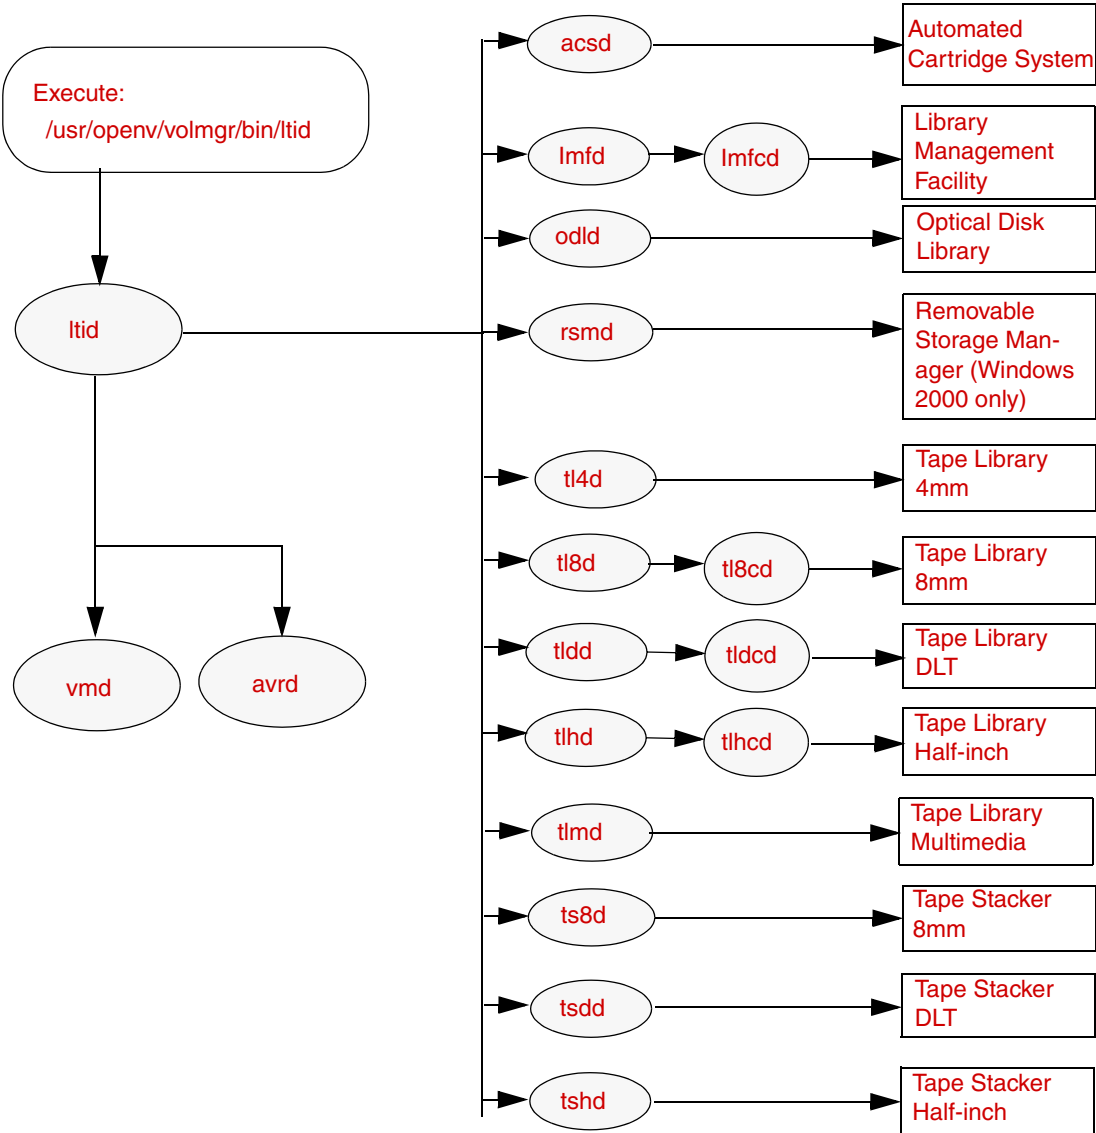 Execute:
/usr/openv/volmgr/bin/ltid
ltid
vmd
avrd
acsd
Automated
Cartridge System
lmfd
lmfcd
Library
Management
Facility
odld
Optical Disk
Library
rsmd
Removable
Storage Man-
ager (Windows
2000 only)
tl4d
Tape Library
4mm
tl8d
tl8cd
Tape Library
8mm
tldd
tldcd
Tape Library
DLT
tlhd
tlhcd
Tape Library
Half-inch
tlmd
Tape Library
Multimedia
ts8d
Tape Stacker
8mm
tsdd
Tape Stacker
DLT
tshd
Tape Stacker
Half-inch